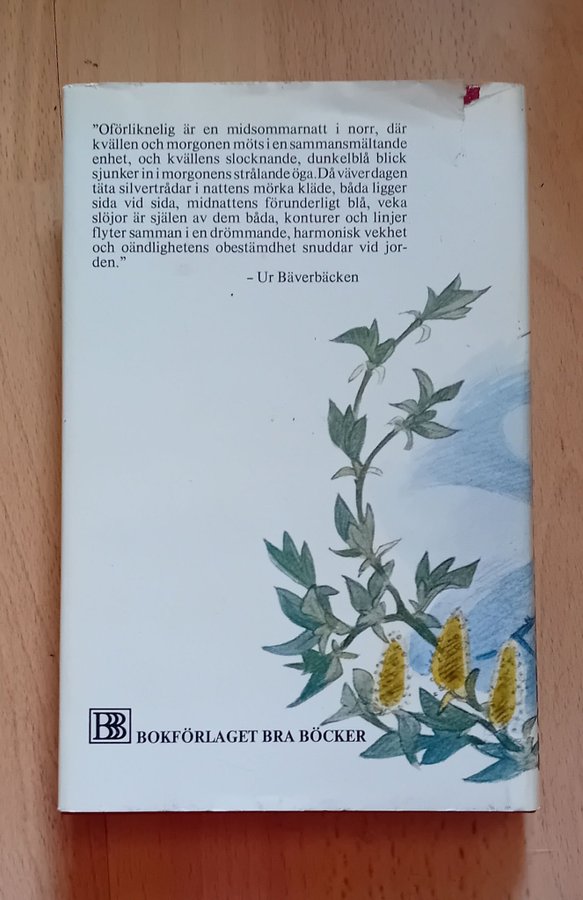 ”Oförliknelig är en midsommarnatt i norr, där
kvällen och morgonen möts i en sammansmältande
enhet, och kvällens slocknande, dunkelblå blick
sjunker in i morgonens strålande öga. Då väver dagen
täta silvertrådar i nattens mörka kläde, båda ligger
sida vid sida, midnattens förunderligt blå, veka
slöjor är själen av dem båda, konturer och linjer
flyter samman i en drömmande, harmonisk vekhet
och oändlighetens obestämdhet snuddar vid jor-
den.”
– Ur Bäverbäcken
BB BOKFÖRLAGET BRA BÖCKER